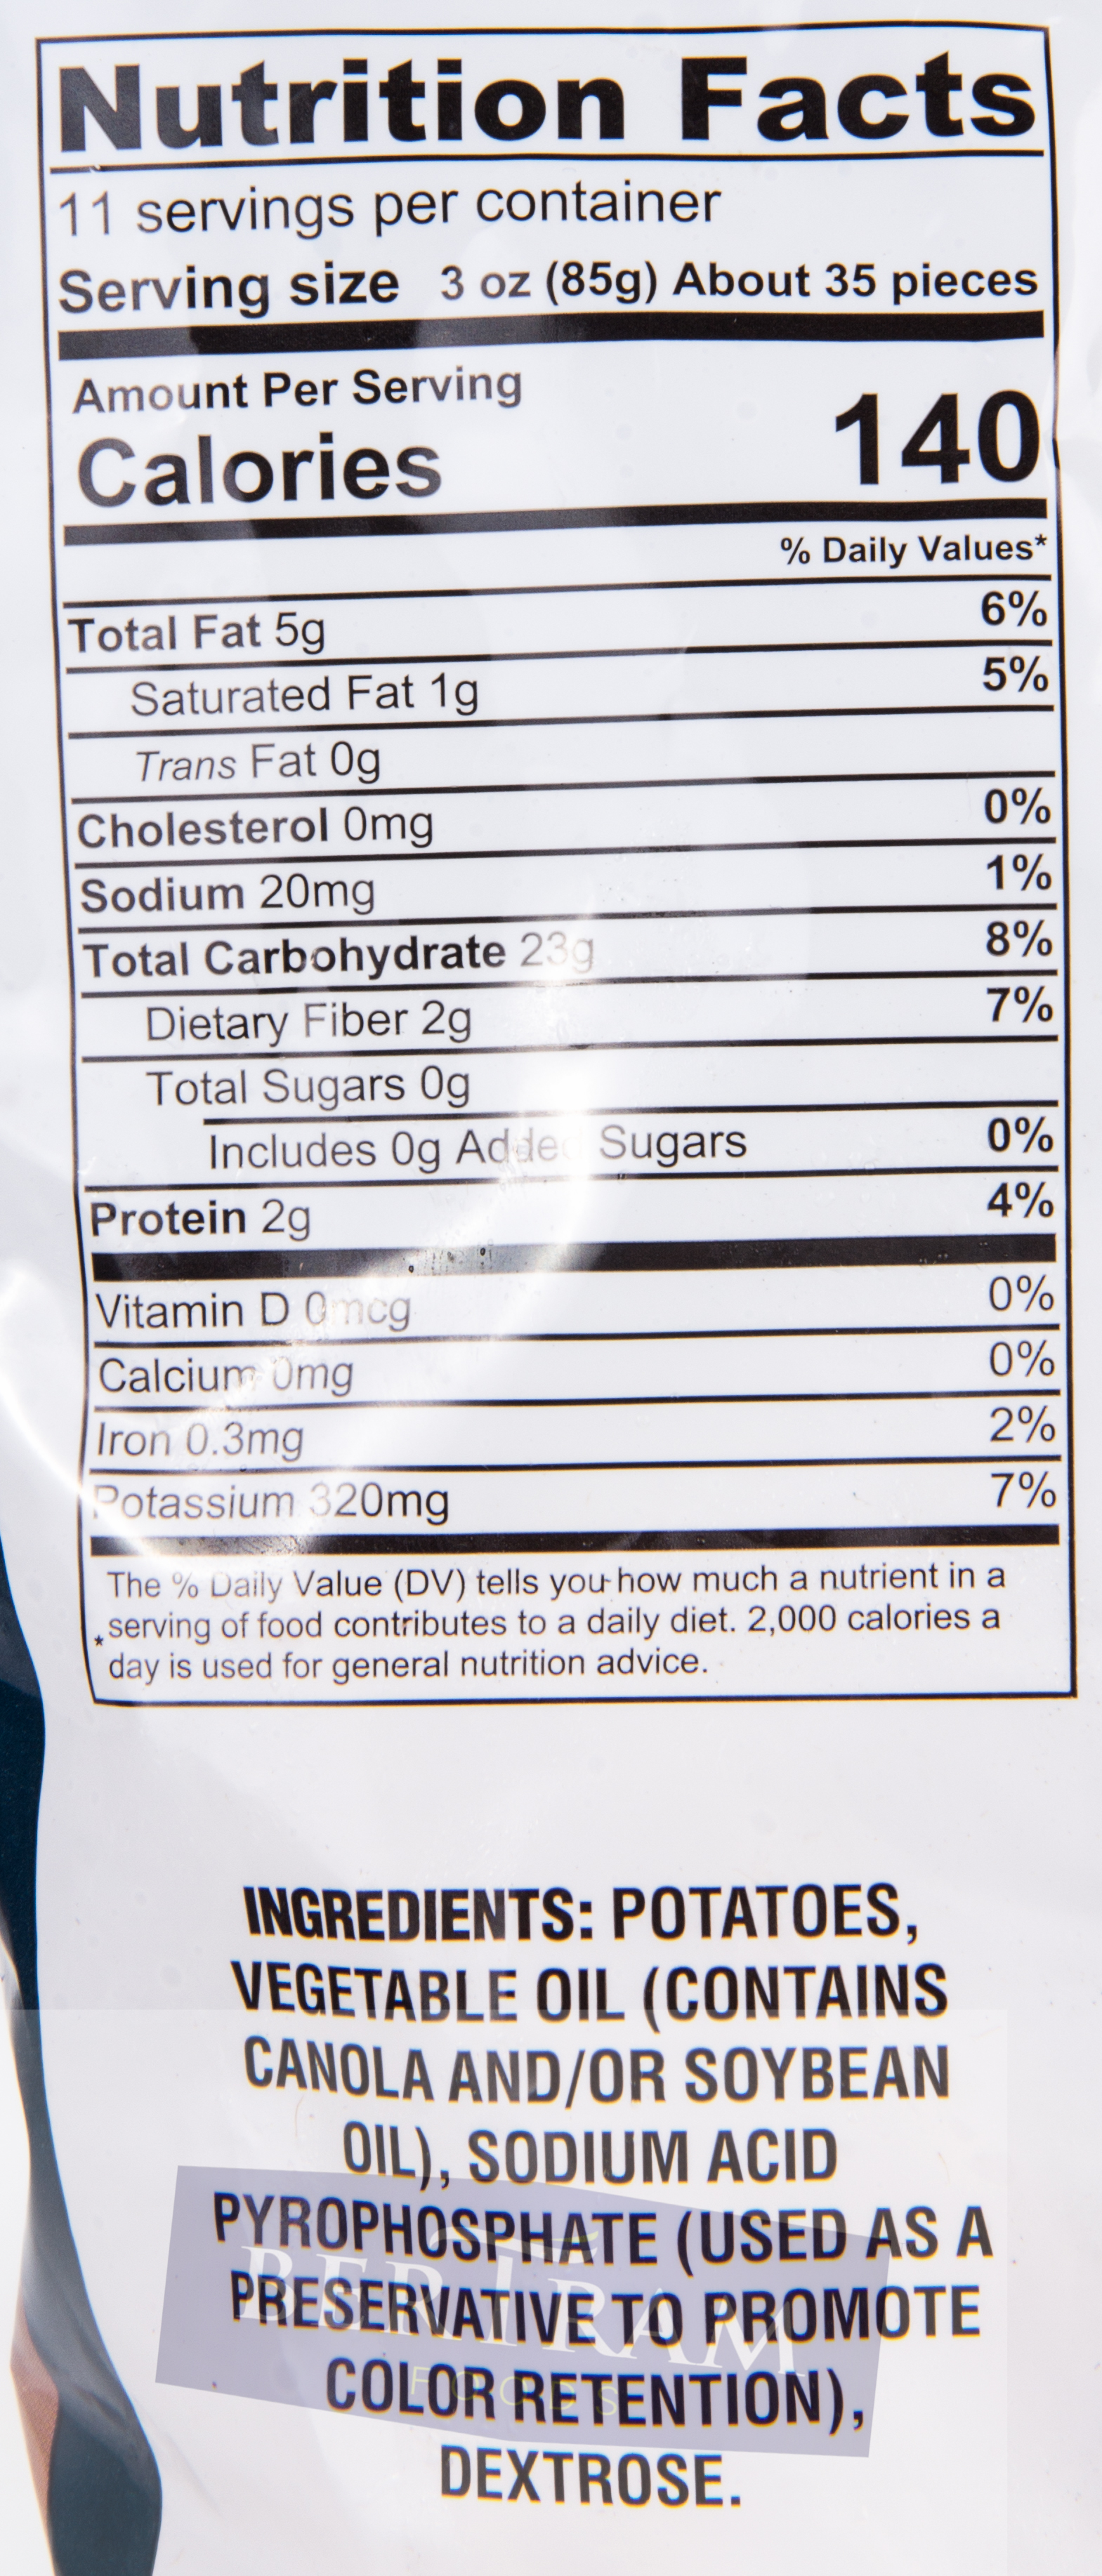 Nutrition Facts
11 servings per container
Serving size 3 oz (85g) About 35 pieces
Amount Per Serving
Calories 140
% Daily Values*
Total Fat 5g 6%
Saturated Fat 1g 5%
Trans Fat 0g
Cholesterol 0mg 0%
Sodium 20mg 1%
Total Carbohydrate 23g 8%
Dietary Fiber 2g 7%
Total Sugars 0g
Includes 0g Added Sugars 0%
Protein 2g 4%
Vitamin D 0mcg 0%
Calcium 0mg 0%
Iron 0.3mg 2%
Potassium 320mg 7%
The % Daily Value (DV) tells you how much a nutrient in a
* serving of food contributes to a daily diet. 2,000 calories a
day is used for general nutrition advice.
INGREDIENTS: POTATOES,
VEGETABLE OIL (CONTAINS
CANOLA AND/OR SOYBEAN
OIL), SODIUM ACID
PYROPHOSPHATE (USED AS A
PRESERVATIVE TO PROMOTE
COLOR RETENTION),
DEXTROSE.
BERTRAM
FOODS